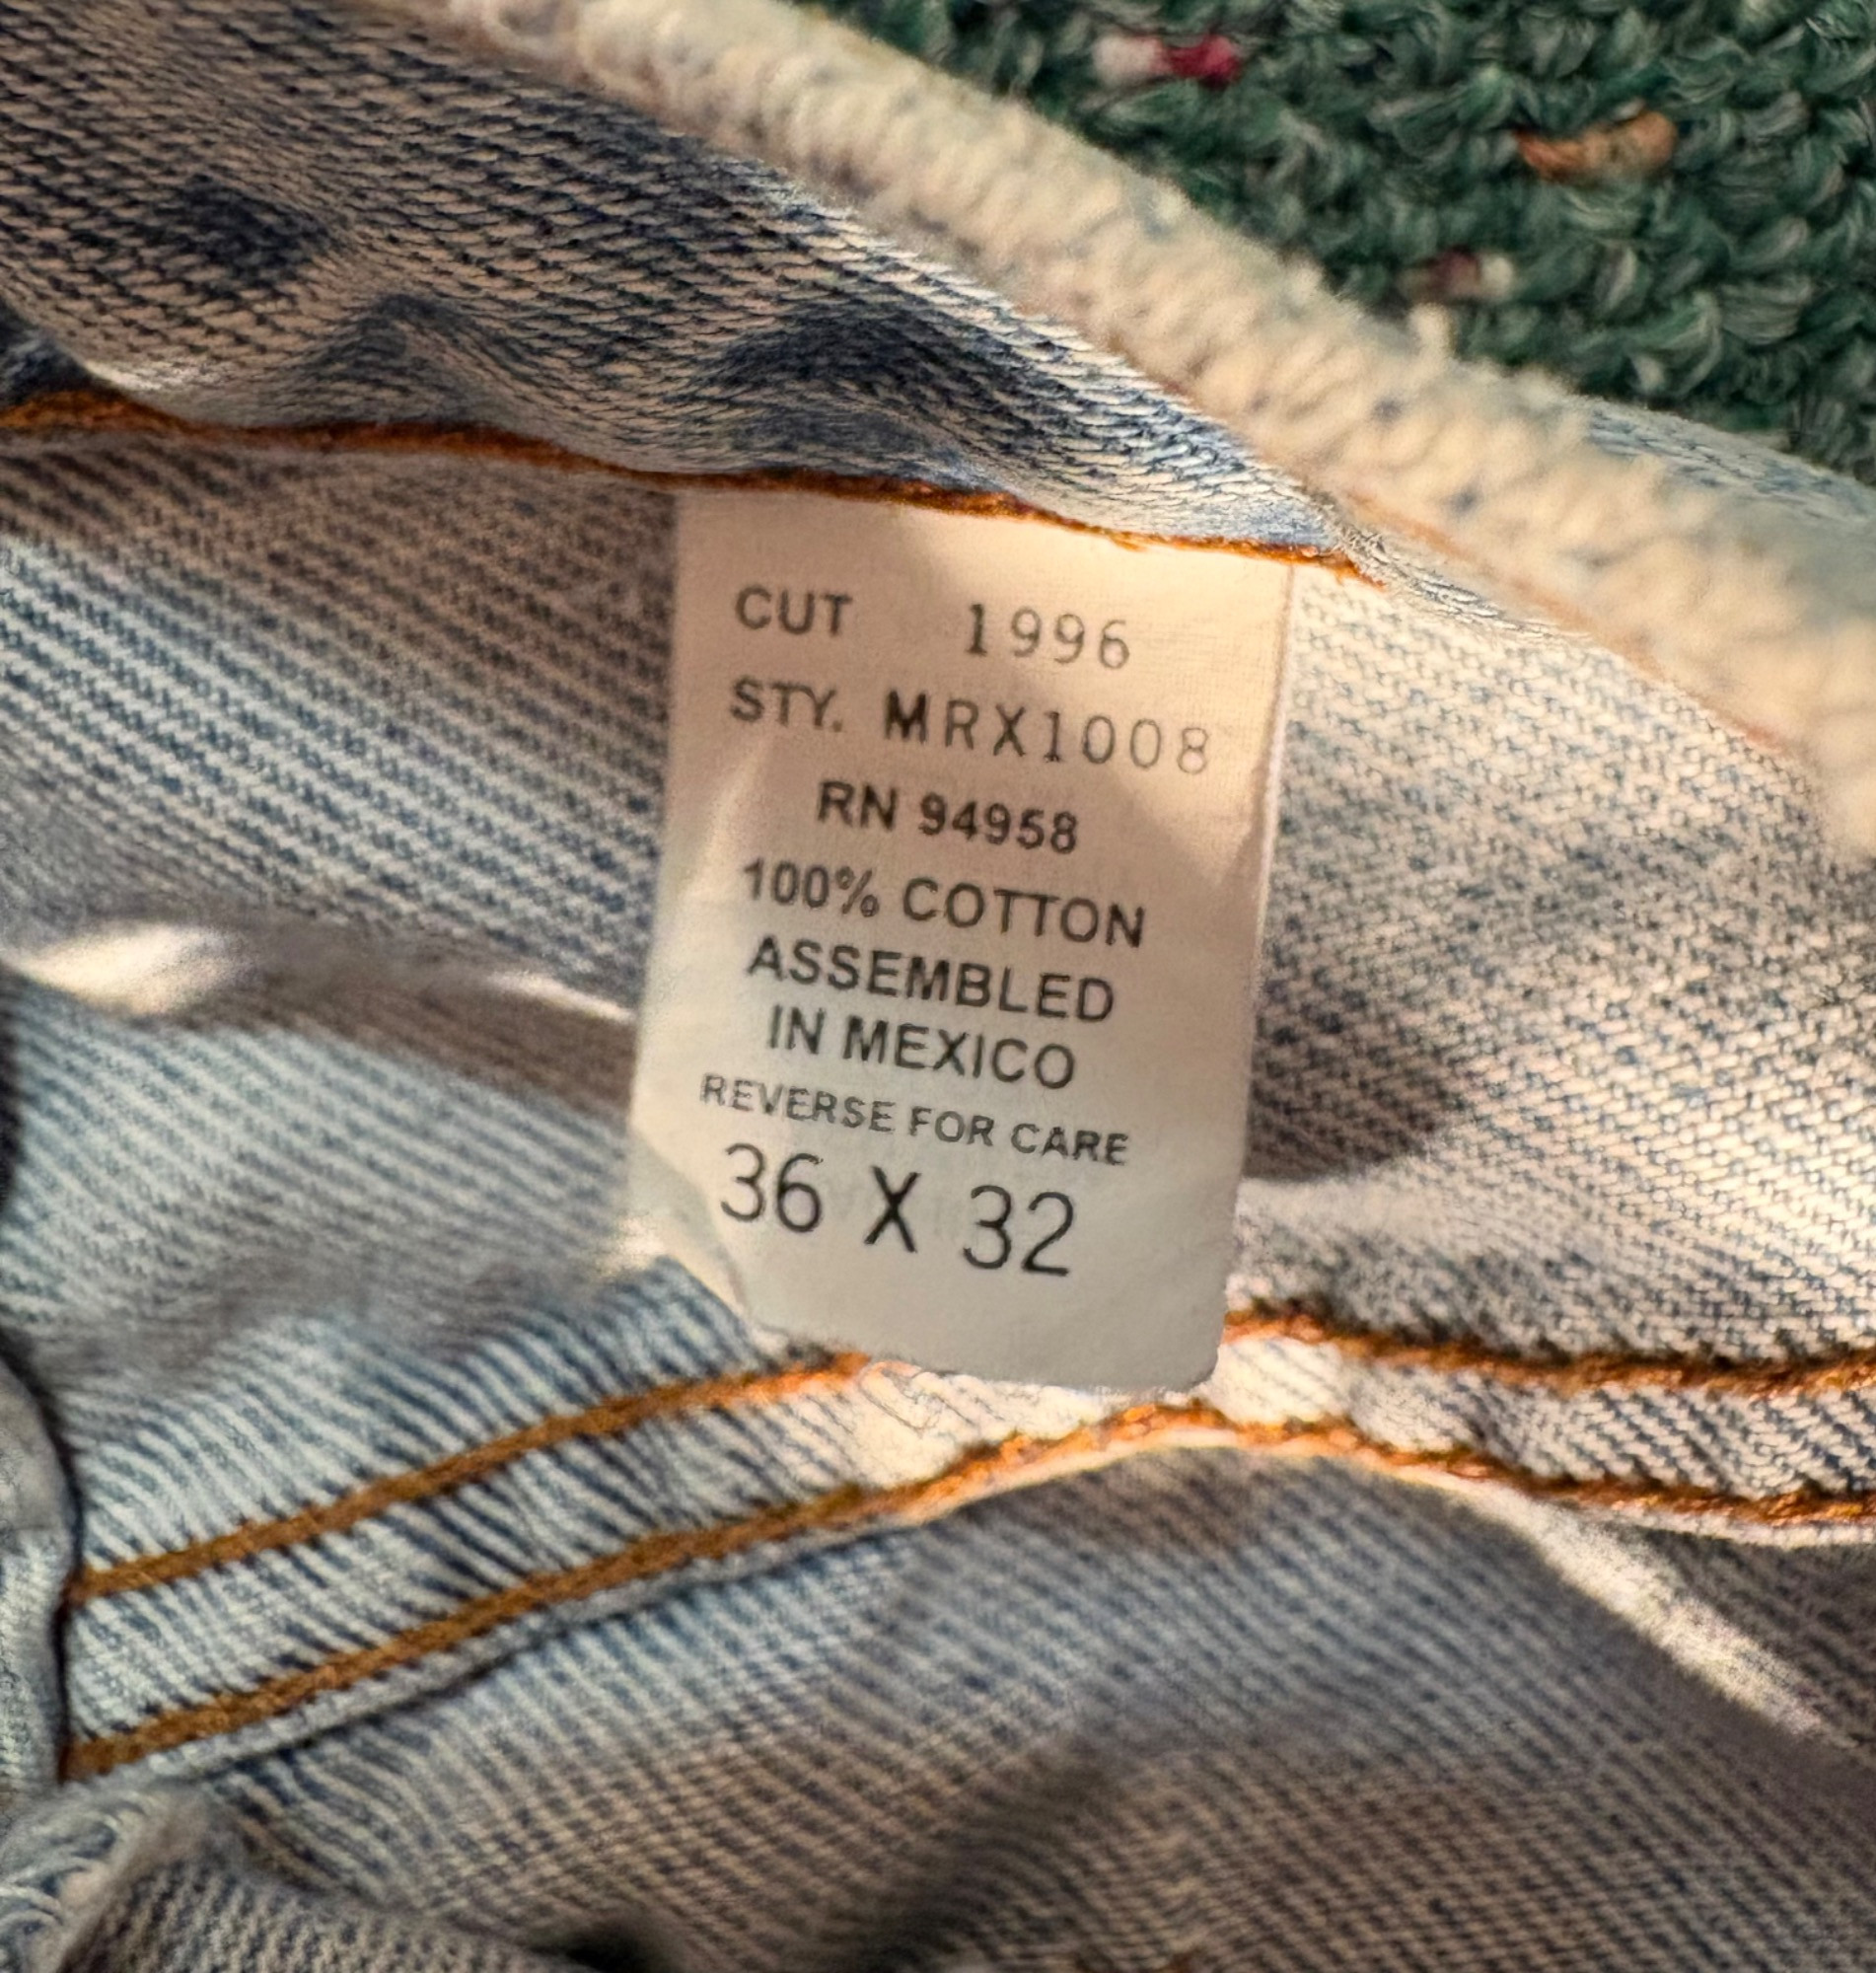 CUT 1996
STY. MRX1008
RN 94958
100% COTTON
ASSEMBLED
IN MEXICO
REVERSE FOR CARE
36 X 32